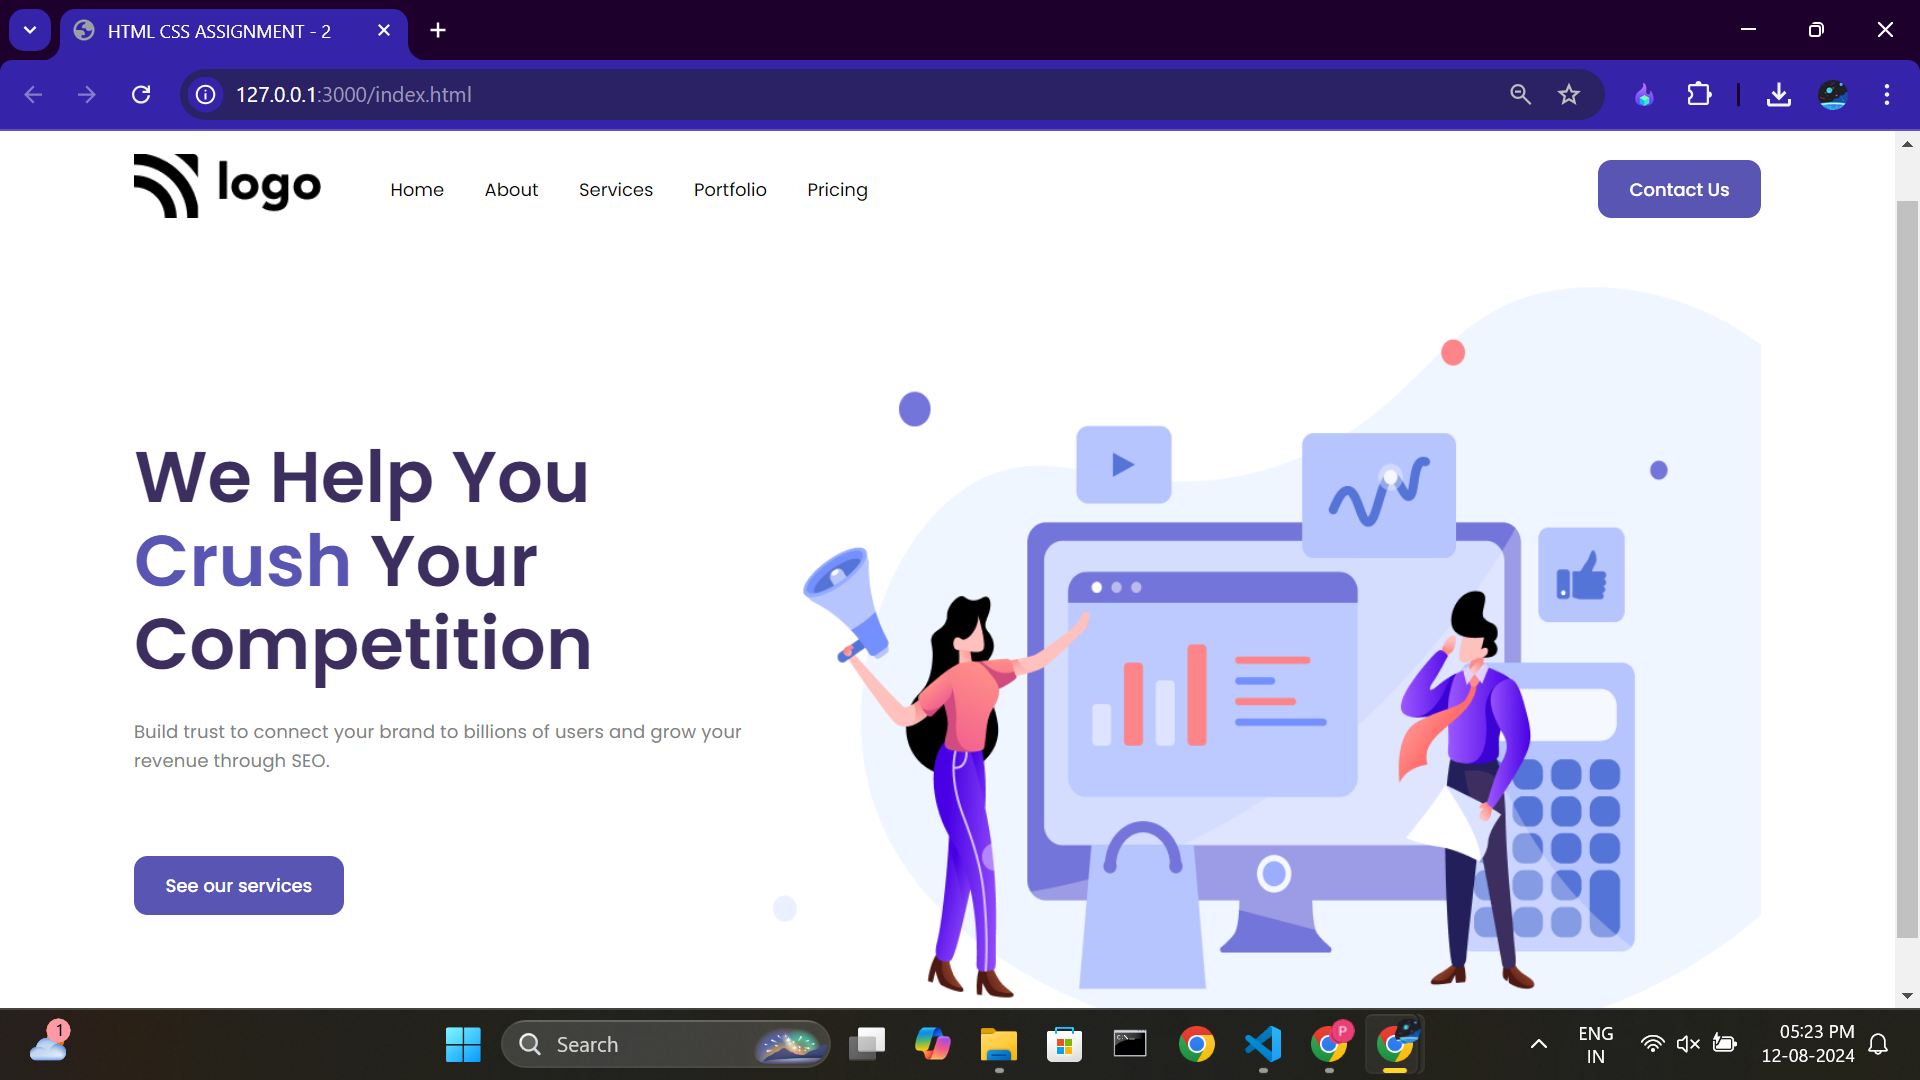 HTML CSS ASSIGNMENT - 2
127.0.0.1:3000/index.html
logo
Home About Services Portfolio Pricing
Contact Us
We Help You
Crush Your
Competition
Build trust to connect your brand to billions of users and grow your
revenue through SEO.
See our services
1
Search
P
ENG
IN
05:23 PM
12-08-2024